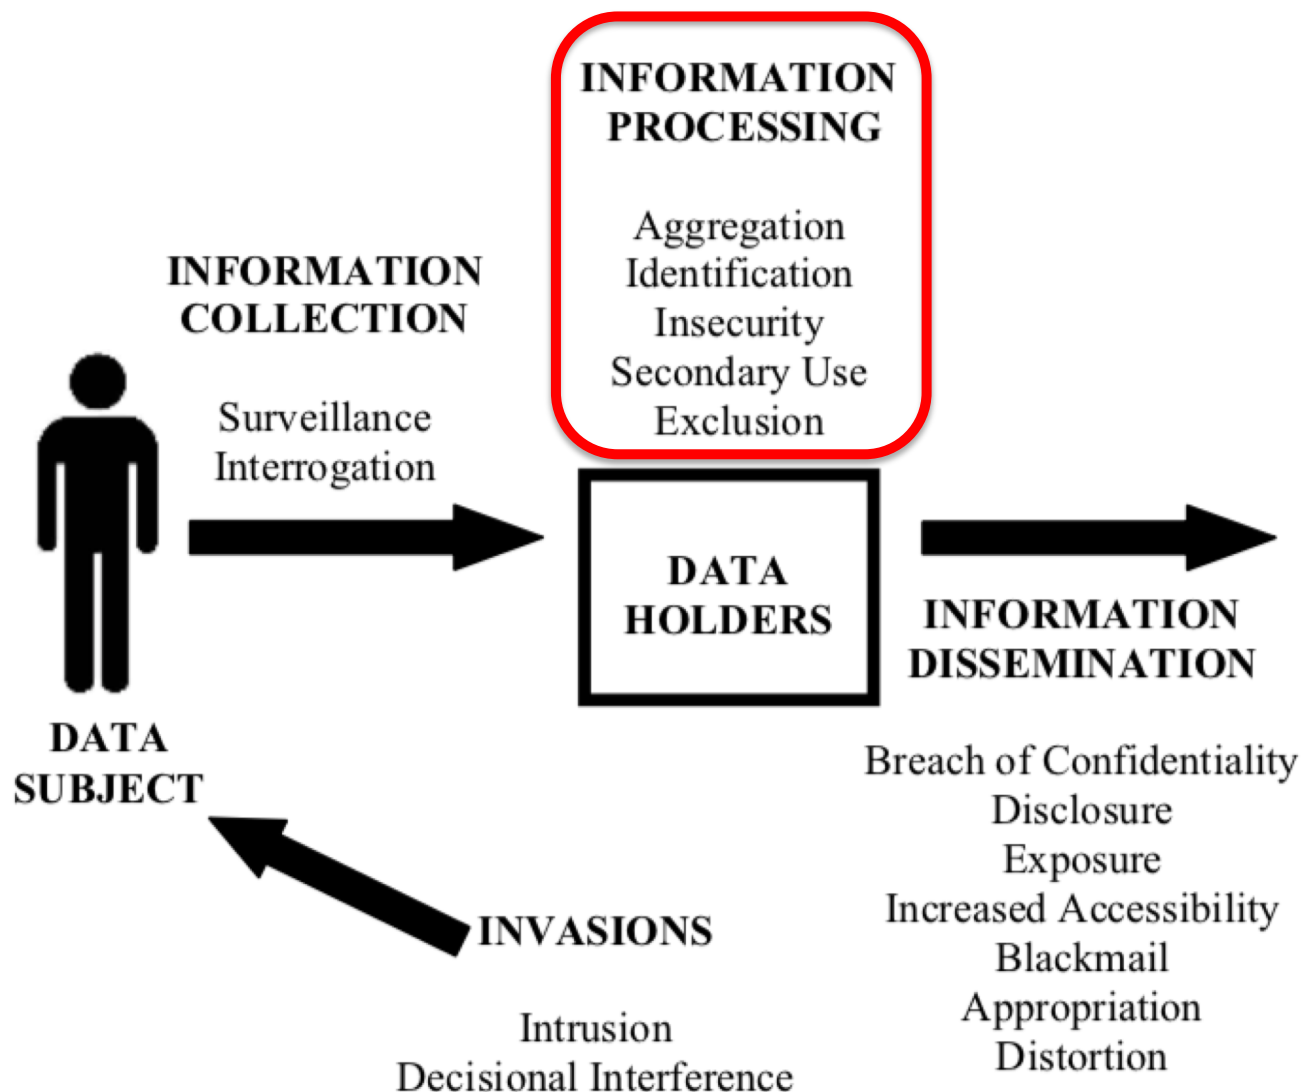 INFORMATION
PROCESSING
Aggregation
Identification
Insecurity
Secondary Use
Exclusion
INFORMATION
COLLECTION
Surveillance
Interrogation
DATA
HOLDERS
INFORMATION
DISSEMINATION
Breach of Confidentiality
Disclosure
Exposure
Increased Accessibility
Blackmail
Appropriation
Distortion
DATA
SUBJECT
INVASIONS
Intrusion
Decisional Interference